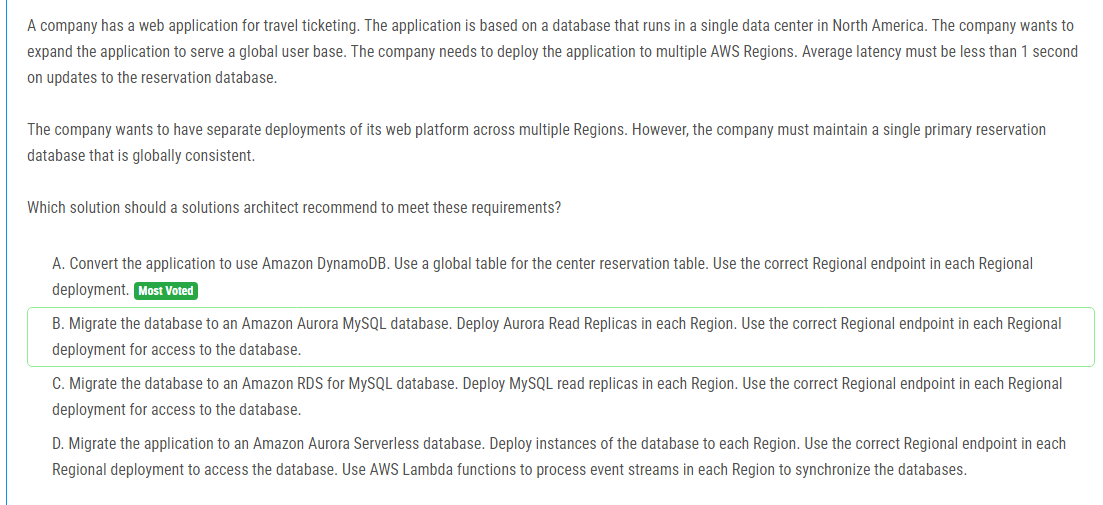 A company has a web application for travel ticketing. The application is based on a database that runs in a single data center in North America. The company wants to
expand the application to serve a global user base. The company needs to deploy the application to multiple AWS Regions. Average latency must be less than 1 second
on updates to the reservation database.
The company wants to have separate deployments of its web platform across multiple Regions. However, the company must maintain a single primary reservation
database that is globally consistent.
Which solution should a solutions architect recommend to meet these requirements?
A. Convert the application to use Amazon DynamoDB. Use a global table for the center reservation table. Use the correct Regional endpoint in each Regional
deployment. Most Voted
B. Migrate the database to an Amazon Aurora MySQL database. Deploy Aurora Read Replicas in each Region. Use the correct Regional endpoint in each Regional
deployment for access to the database.
C. Migrate the database to an Amazon RDS for MySQL database. Deploy MySQL read replicas in each Region. Use the correct Regional endpoint in each Regional
deployment for access to the database.
D. Migrate the application to an Amazon Aurora Serverless database. Deploy instances of the database to each Region. Use the correct Regional endpoint in each
Regional deployment to access the database. Use AWS Lambda functions to process event streams in each Region to synchronize the databases.